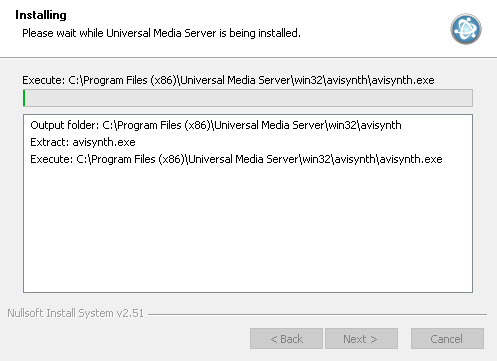 Installing
Please wait while Universal Media Server is being installed.
Execute: C:\Program Files (x86)\Universal Media Server\win32\avisynth\avisynth.exe
Output folder: C:\Program Files (x86)\Universal Media Server\win32\avisynth
Extract: avisynth.exe
Execute: C:\Program Files (x86)\Universal Media Server\win32\avisynth\avisynth.exe
Nullsoft Install System v2.51
< Back
Next >
Cancel